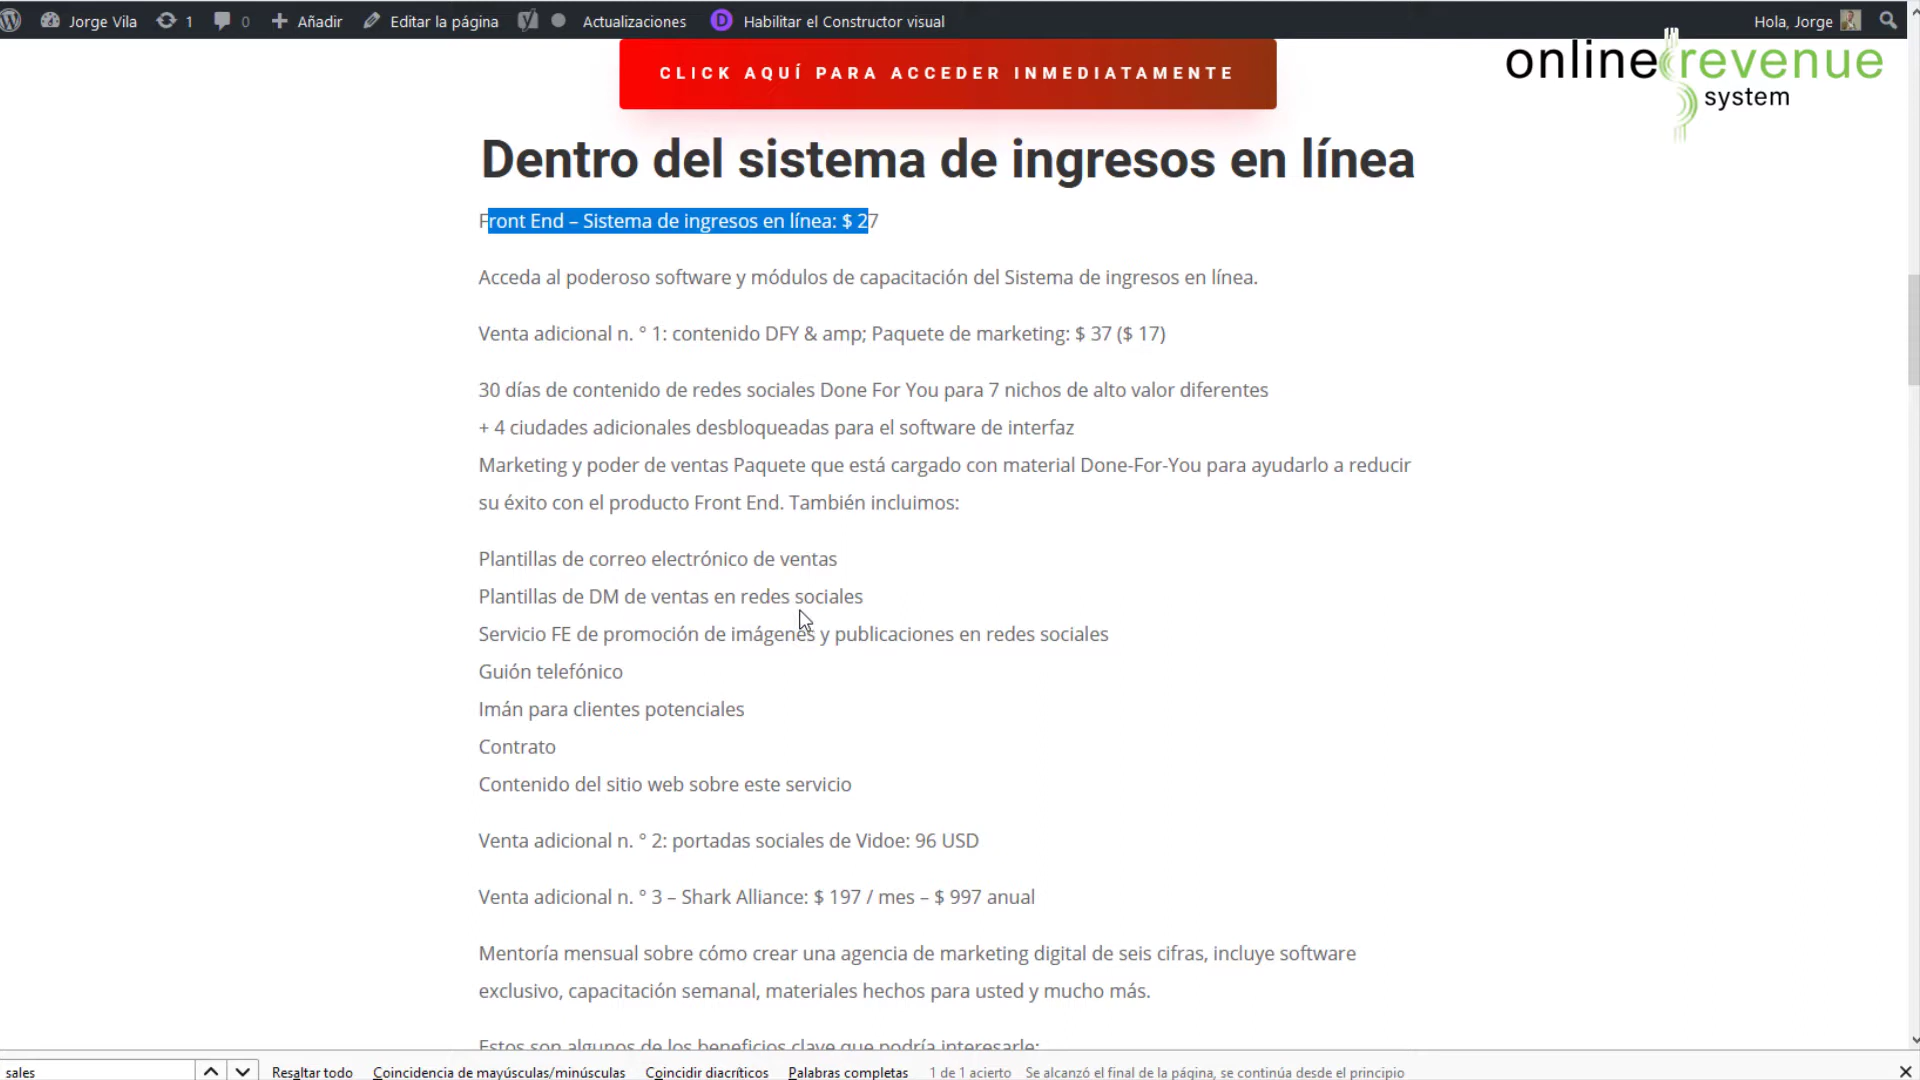 Jorge Vila 1 0 Añadir Editar la página Actualizaciones D Habilitar el Constructor visual Hola, Jorge
CLICK AQUÍ PARA ACCEDER INMEDIATAMENTE
online revenue
system
Dentro del sistema de ingresos en línea
Front End – Sistema de ingresos en línea: $ 27
Acceda al poderoso software y módulos de capacitación del Sistema de ingresos en línea.
Venta adicional n. ° 1: contenido DFY & amp; Paquete de marketing: $ 37 ($ 17)
30 días de contenido de redes sociales Done For You para 7 nichos de alto valor diferentes
+ 4 ciudades adicionales desbloqueadas para el software de interfaz
Marketing y poder de ventas Paquete que está cargado con material Done-For-You para ayudarlo a reducir
su éxito con el producto Front End. También incluimos:
Plantillas de correo electrónico de ventas
Plantillas de DM de ventas en redes sociales
Servicio FE de promoción de imágenes y publicaciones en redes sociales
Guión telefónico
Imán para clientes potenciales
Contrato
Contenido del sitio web sobre este servicio
Venta adicional n. ° 2: portadas sociales de Vidoe: 96 USD
Venta adicional n. ° 3 – Shark Alliance: $ 197 / mes – $ 997 anual
Mentoría mensual sobre cómo crear una agencia de marketing digital de seis cifras, incluye software
exclusivo, capacitación semanal, materiales hechos para usted y mucho más.
Estos son algunos de los beneficios clave que podría interesarle:
sales Resaltar todo Coincidencia de mayúsculas/minúsculas Coincidir diacríticos Palabras completas 1 de 1 acierto Se alcanzó el final de la página, se continúa desde el principio